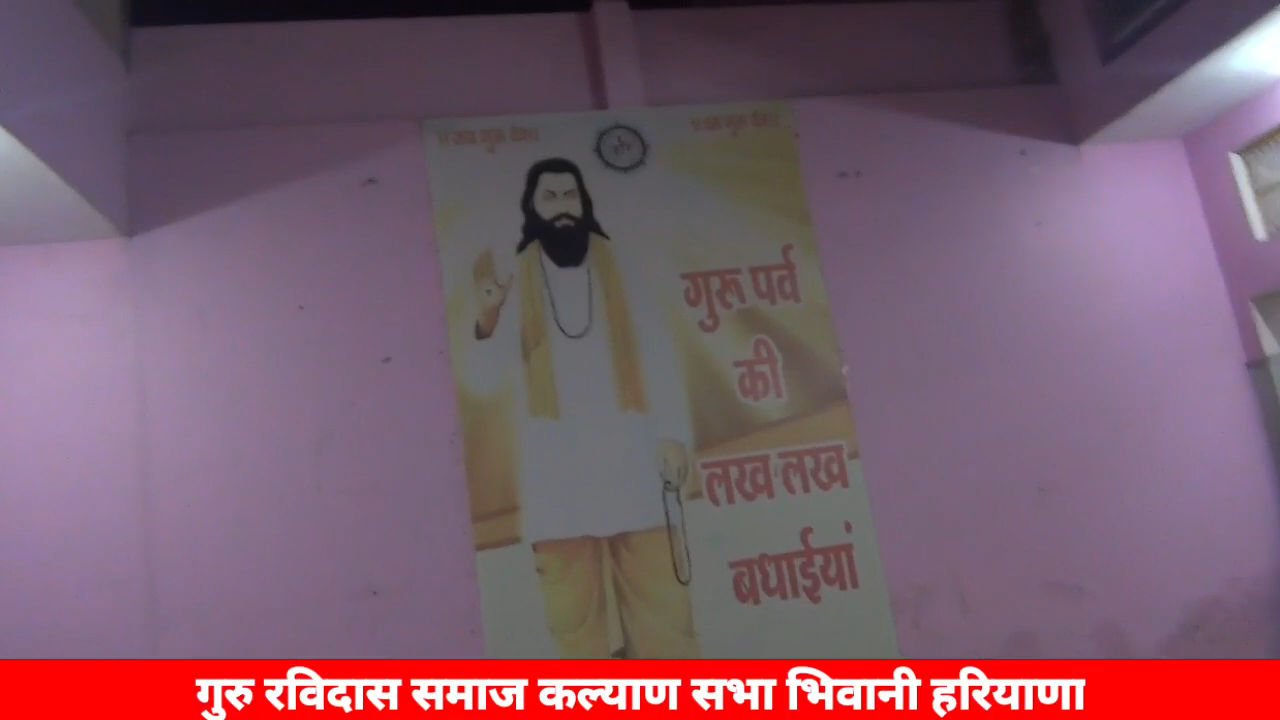 गुरू पर्व
की
लख लख
बधाईयां
गुरु रविदास समाज कल्याण सभा भिवानी हरियाणा